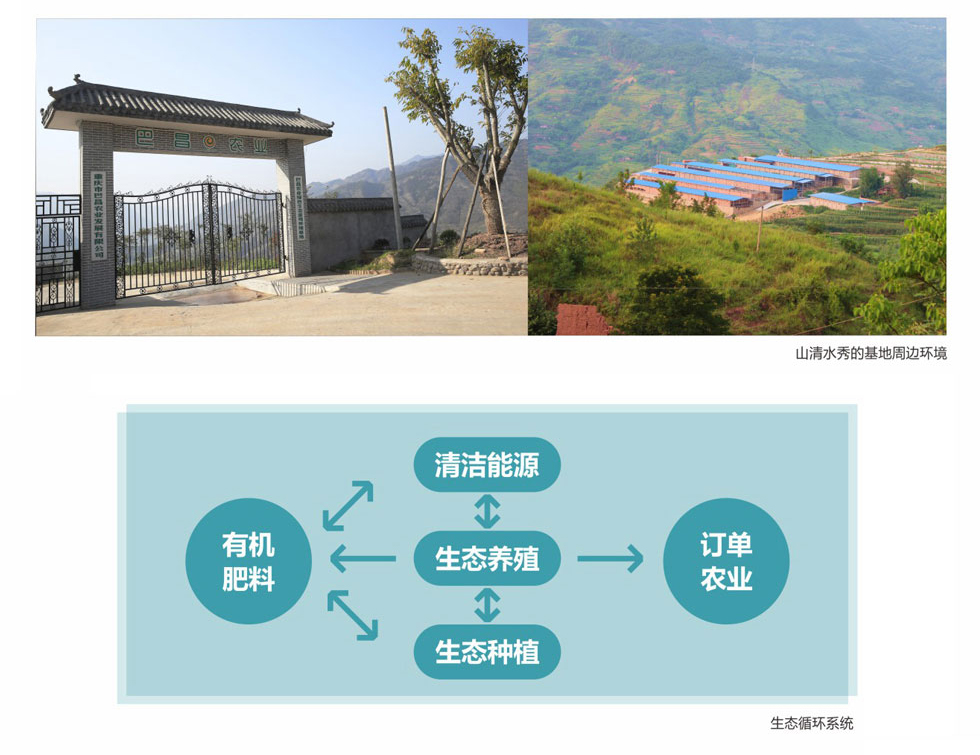 巴昌农业
重庆市巴昌农业发展有限公司
山清水秀的基地周边环境
清洁能源
有机
肥料
生态养殖
订单
农业
生态种植
生态循环系统